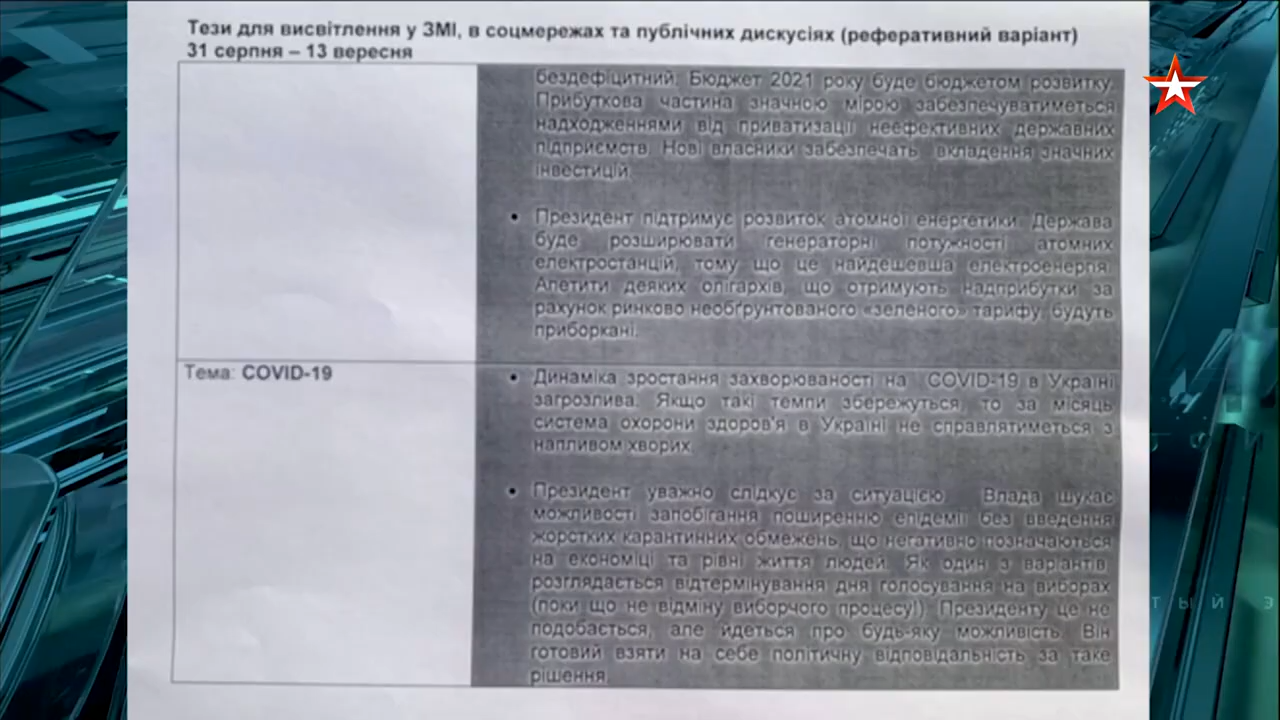 Тези для висвітлення у ЗМІ, в соцмережах та публічних дискусіях (реферативний варіант)
31 серпня – 13 вересня
бездефіцитний. Бюджет 2021 року буде бюджетом розвитку.
Прибуткова частина значною мірою забезпечуватиметься
надходженнями від приватизації неефективних державних
підприємств. Нові власники забезпечать вкладення значних
інвестицій.
• Президент підтримує розвиток атомної енергетики. Держава
буде розширювати генераторні потужності атомних
електростанцій, тому що це найдешевша електроенергія.
Апетити деяких олігархів, що отримують надприбутки за
рахунок ринково необґрунтованого «зеленого» тарифу, будуть
приборкані.
Тема: COVID-19
• Динаміка зростання захворюваності на COVID-19 в Україні
загрозлива. Якщо такі темпи збережуться, то за місяць
система охорони здоров'я в Україні не справлятиметься з
напливом хворих.
• Президент уважно слідкує за ситуацією. Влада шукає
можливості запобігання поширенню епідемії без введення
жорстких карантинних обмежень, що негативно позначаються
на економіці та рівні життя людей. Як один з варіантів,
розглядається відтермінування дня голосування на виборах
(поки що не відміну виборчого процесу!). Президенту це не
подобається, але йдеться про будь-яку можливість. Він
готовий взяти на себе політичну відповідальність за таке
рішення.
ТЫЙ Э